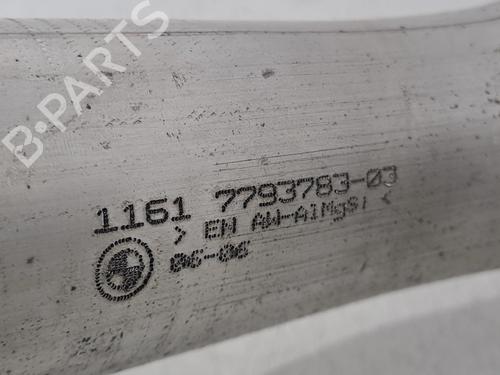 B-PARTS
1161 7793783-03
> EN AW-AlMgSi <
06-06